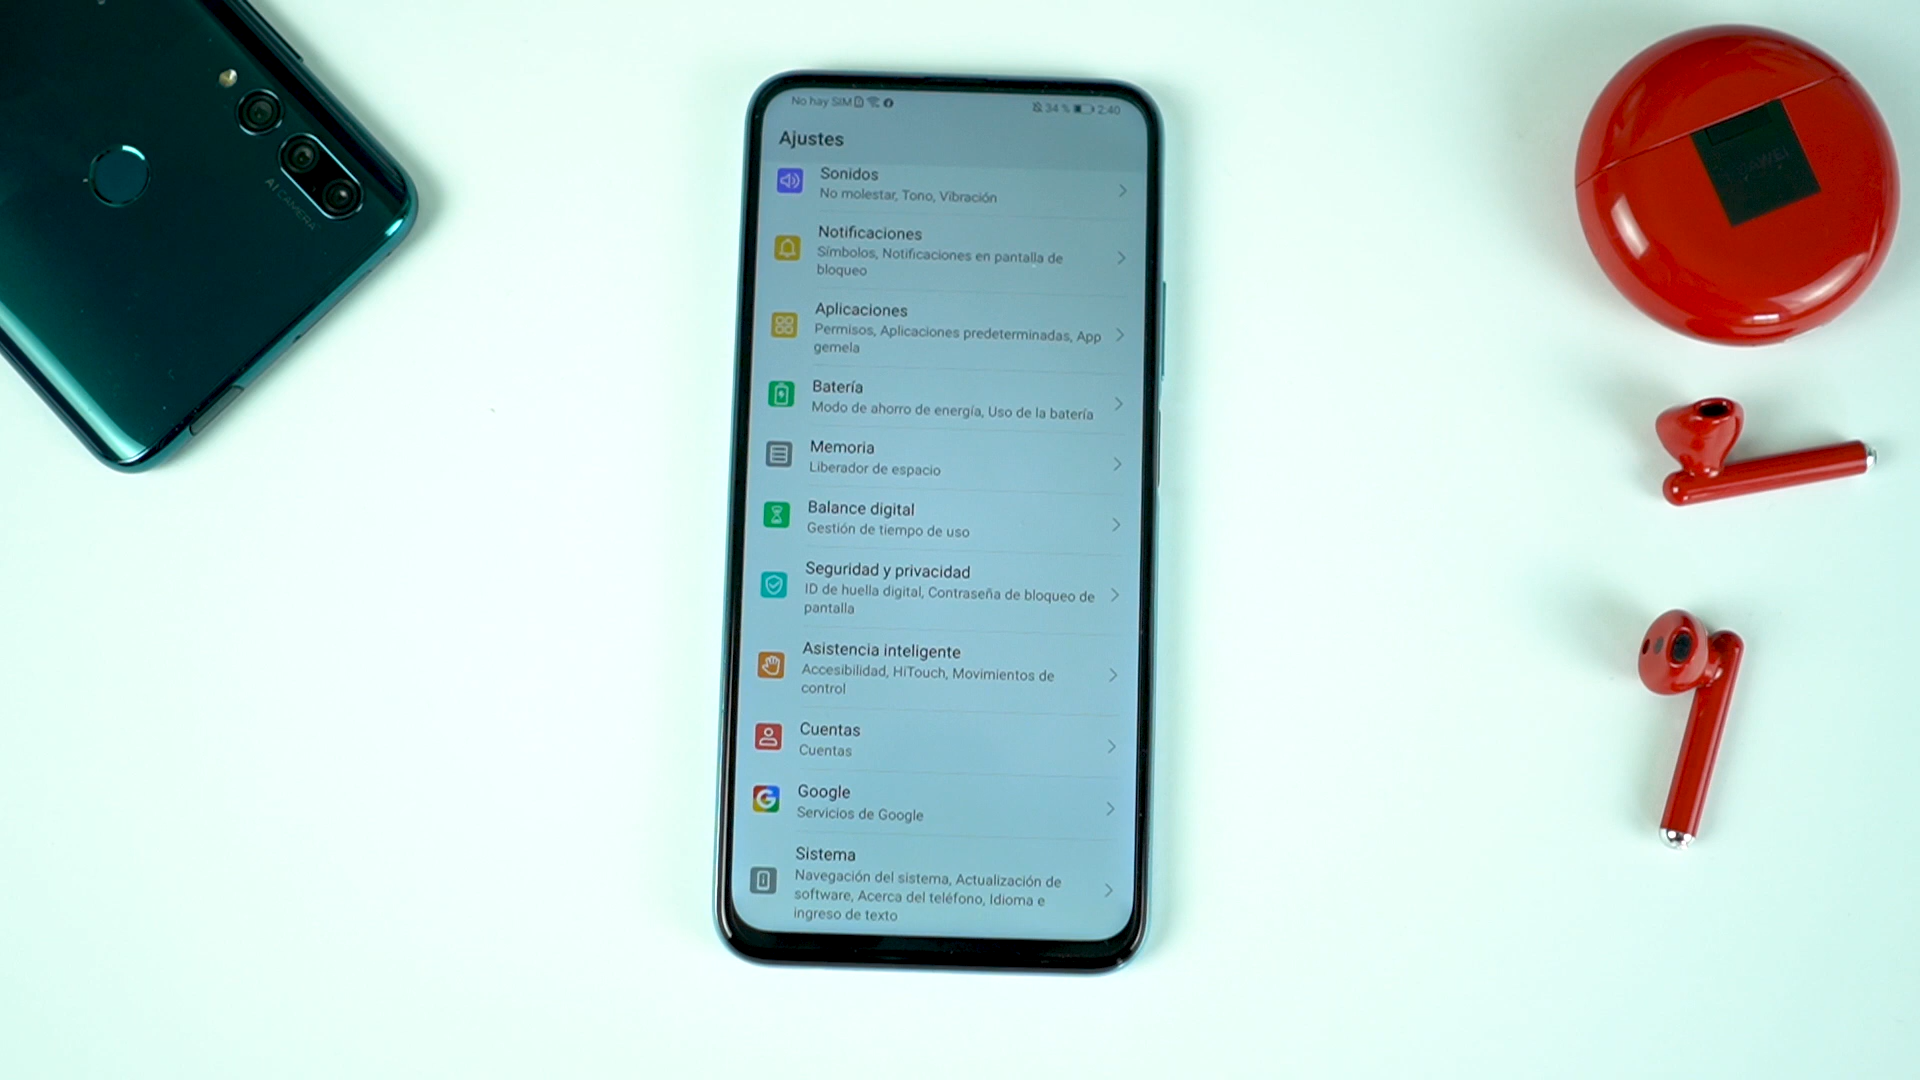 No hay SIM
34 % 2:40
Ajustes
Sonidos
No molestar, Tono, Vibración
Notificaciones
Símbolos, Notificaciones en pantalla de
bloqueo
Aplicaciones
Permisos, Aplicaciones predeterminadas, App
gemela
Batería
Modo de ahorro de energía, Uso de la batería
Memoria
Liberador de espacio
Balance digital
Gestión de tiempo de uso
Seguridad y privacidad
ID de huella digital, Contraseña de bloqueo de
pantalla
Asistencia inteligente
Accesibilidad, HiTouch, Movimientos de
control
Cuentas
Cuentas
Google
Servicios de Google
Sistema
Navegación del sistema, Actualización de
software, Acerca del teléfono, Idioma e
ingreso de texto
AI CAMERA
HUAWEI